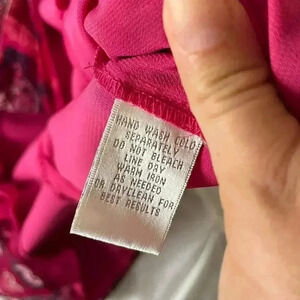 HAND WASH COLD
SEPARATELY
DO NOT BLEACH
LINE DRY
WARM IRON
AS NEEDED
OR DRYCLEAN FOR
BEST RESULTS